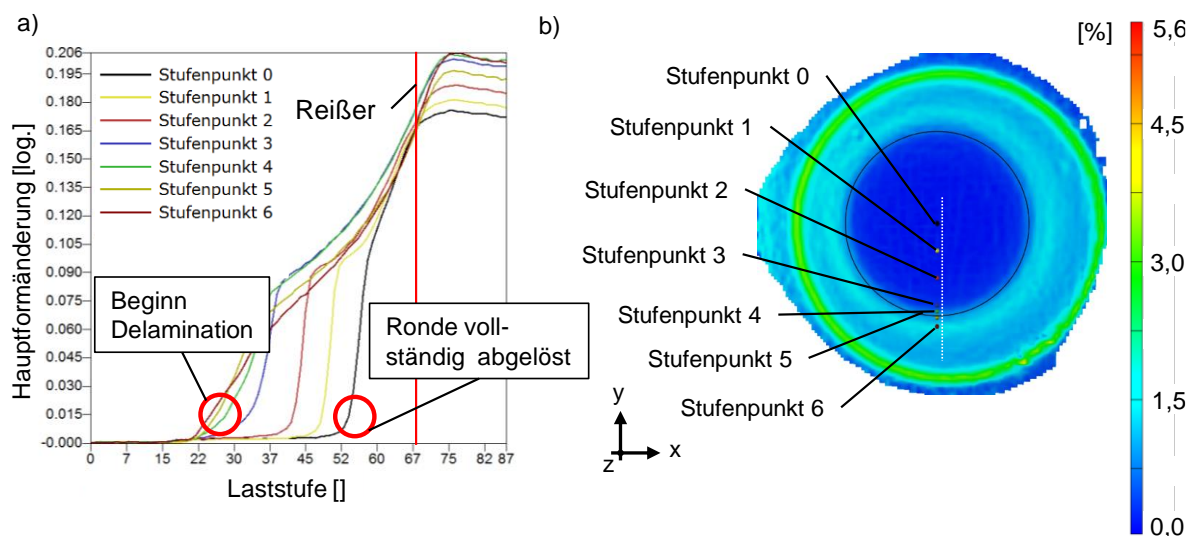 a)
Hauptformänderung [log.]
0.206
0.195
0.180
0.165
0.150
0.135
0.120
0.105
0.090
0.075
0.060
0.045
0.030
0.015
-0.000
Stufenpunkt 0
Stufenpunkt 1
Stufenpunkt 2
Stufenpunkt 3
Stufenpunkt 4
Stufenpunkt 5
Stufenpunkt 6
Reißer
Beginn
Delamination
Ronde voll-
ständig abgelöst
0 7 15 22 30 37 45 52 60 67 75 82 87
Laststufe []
b)
Stufenpunkt 0
Stufenpunkt 1
Stufenpunkt 2
Stufenpunkt 3
Stufenpunkt 4
Stufenpunkt 5
Stufenpunkt 6
y
z x
[%]
5,6
4,5
3,0
1,5
0,0